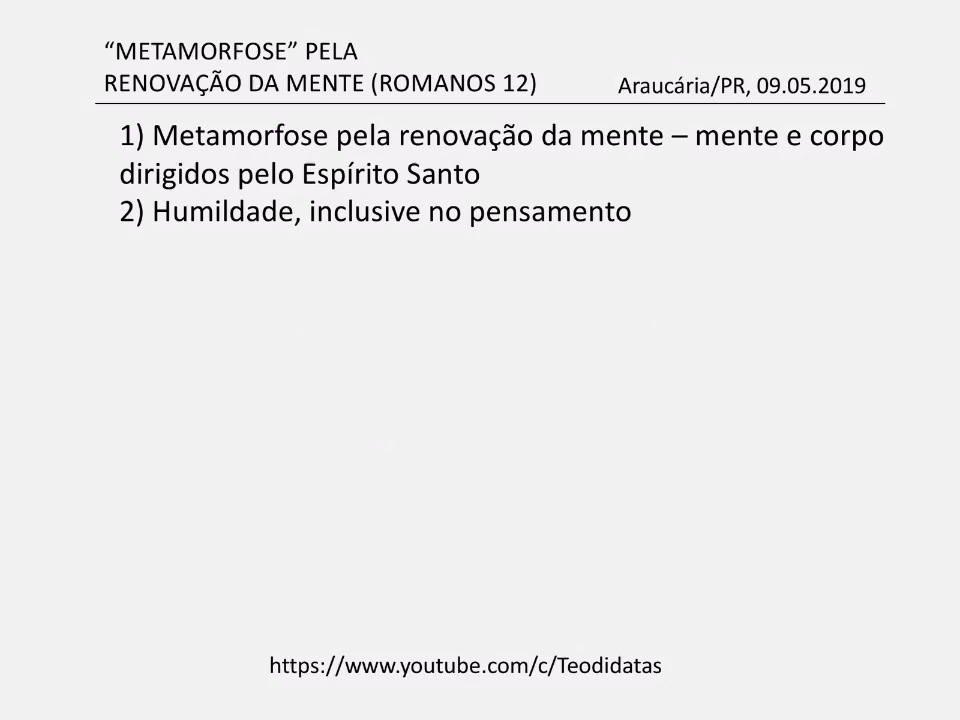 “METAMORFOSE” PELA
RENOVAÇÃO DA MENTE (ROMANOS 12)
Araucária/PR, 09.05.2019
1) Metamorfose pela renovação da mente – mente e corpo
dirigidos pelo Espírito Santo
2) Humildade, inclusive no pensamento
https://www.youtube.com/c/Teodidatas